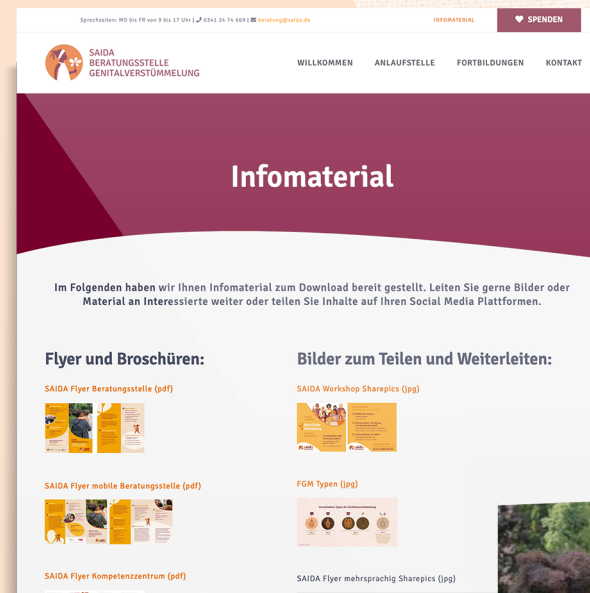 Sprechzeiten: MO bis FR von 9 bis 17 Uhr | 0341 24 74 669 | beratung@saida.de
INFOMATERIAL
SPENDEN
SAIDA
BERATUNGSSTELLE
GENITALVERSTÜMMELUNG
WILLKOMMEN ANLAUFSTELLE FORTBILDUNGEN KONTAKT
Infomaterial
Im Folgenden haben wir Ihnen Infomaterial zum Download bereit gestellt. Leiten Sie gerne Bilder oder
Material an Interessierte weiter oder teilen Sie Inhalte auf Ihren Social Media Plattformen.
Flyer und Broschüren:
SAIDA Flyer Beratungsstelle (pdf)
SAIDA Flyer mobile Beratungsstelle (pdf)
SAIDA Flyer Kompetenzzentrum (pdf)
Bilder zum Teilen und Weiterleiten:
SAIDA Workshop Sharepics (jpg)
FGM Typen (jpg)
SAIDA Flyer mehrsprachig Sharepics (jpg)